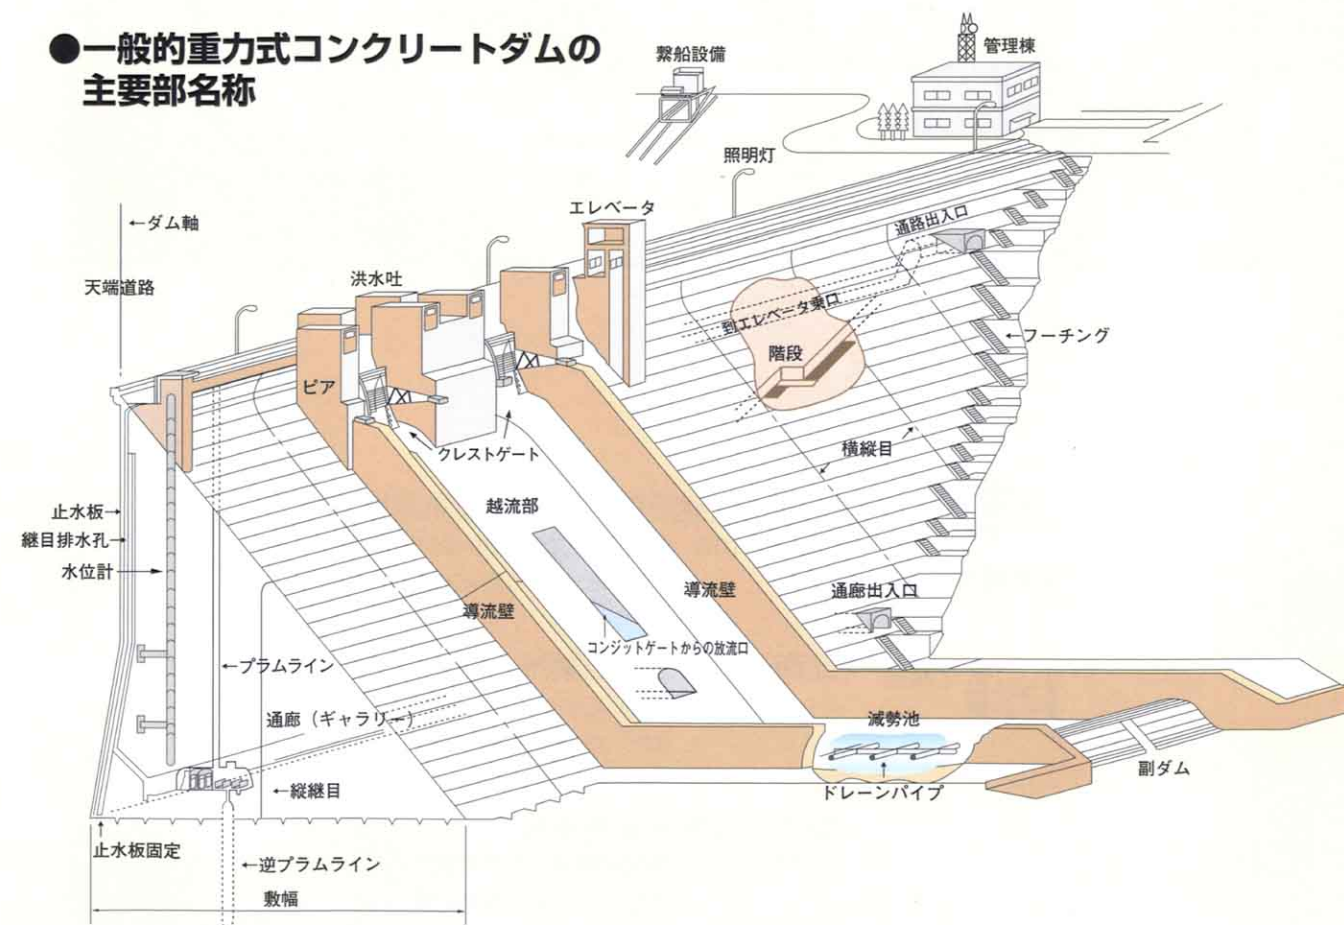 ●一般的重力式コンクリートダムの
主要部名称
繋船設備
管理棟
照明灯
エレベータ
←ダム軸
通路出入口
天端道路
洪水吐
到エレベータ乗口
階段
←フーチング
ピア
クレストゲート
横縦目
越流部
止水板→
継目排水孔→
水位計→
導流壁
導流壁
通廊出入口
コンジットゲートからの放流口
←プラムライン
通廊（ギャラリー）
減勢池
副ダム
ドレーンパイプ
←縦継目
止水板固定
←逆プラムライン
敷幅